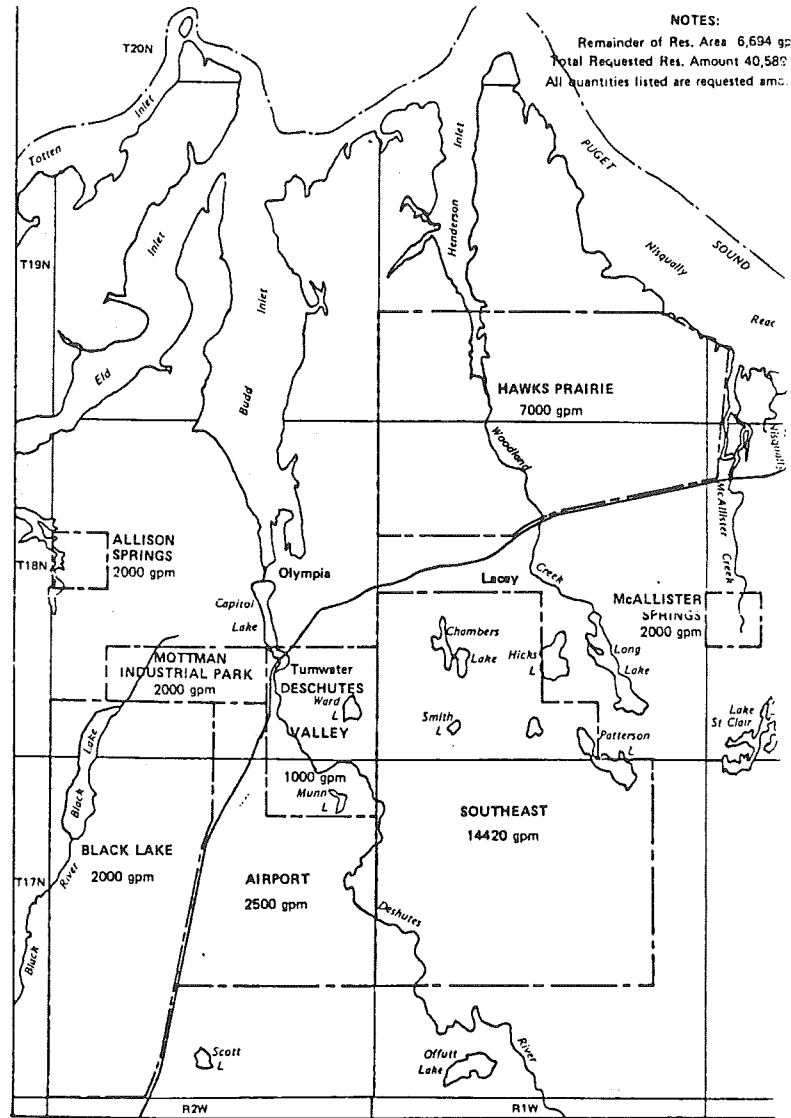 NOTES:
Remainder of Res. Area 6,694
Total Requested Res. Amount 40,589
All quantities listed are requested
T20N
Totten
Inlet
Inlet
Henderson
PUGET
SOUND
T19N
Inlet
Inlet
Nisqually
Reac
Eld
Budd
HAWKS PRAIRIE
7000 gpm
Woodland
Nisqually
McAllister
Creek
ALLISON
SPRINGS
2000 gpm
T18N
Olympia
Lacey
Creek
McALLISTER
SPRINGS
2000 gpm
Capitol
Lake
Chambers
Lake
Hicks
L
Long
Lake
MOTTMAN
INDUSTRIAL PARK
2000 gpm
Tumwater
DESCHUTES
Ward
L
VALLEY
Smith
L
Patterson
L
Lake
St Clair
1000 gpm
Munn
L
Black
Lake
SOUTHEAST
14420 gpm
BLACK LAKE
2000 gpm
AIRPORT
2500 gpm
T17N
Black
River
Deshutes
River
Scott
L
Offutt
Lake
R2W
R1W